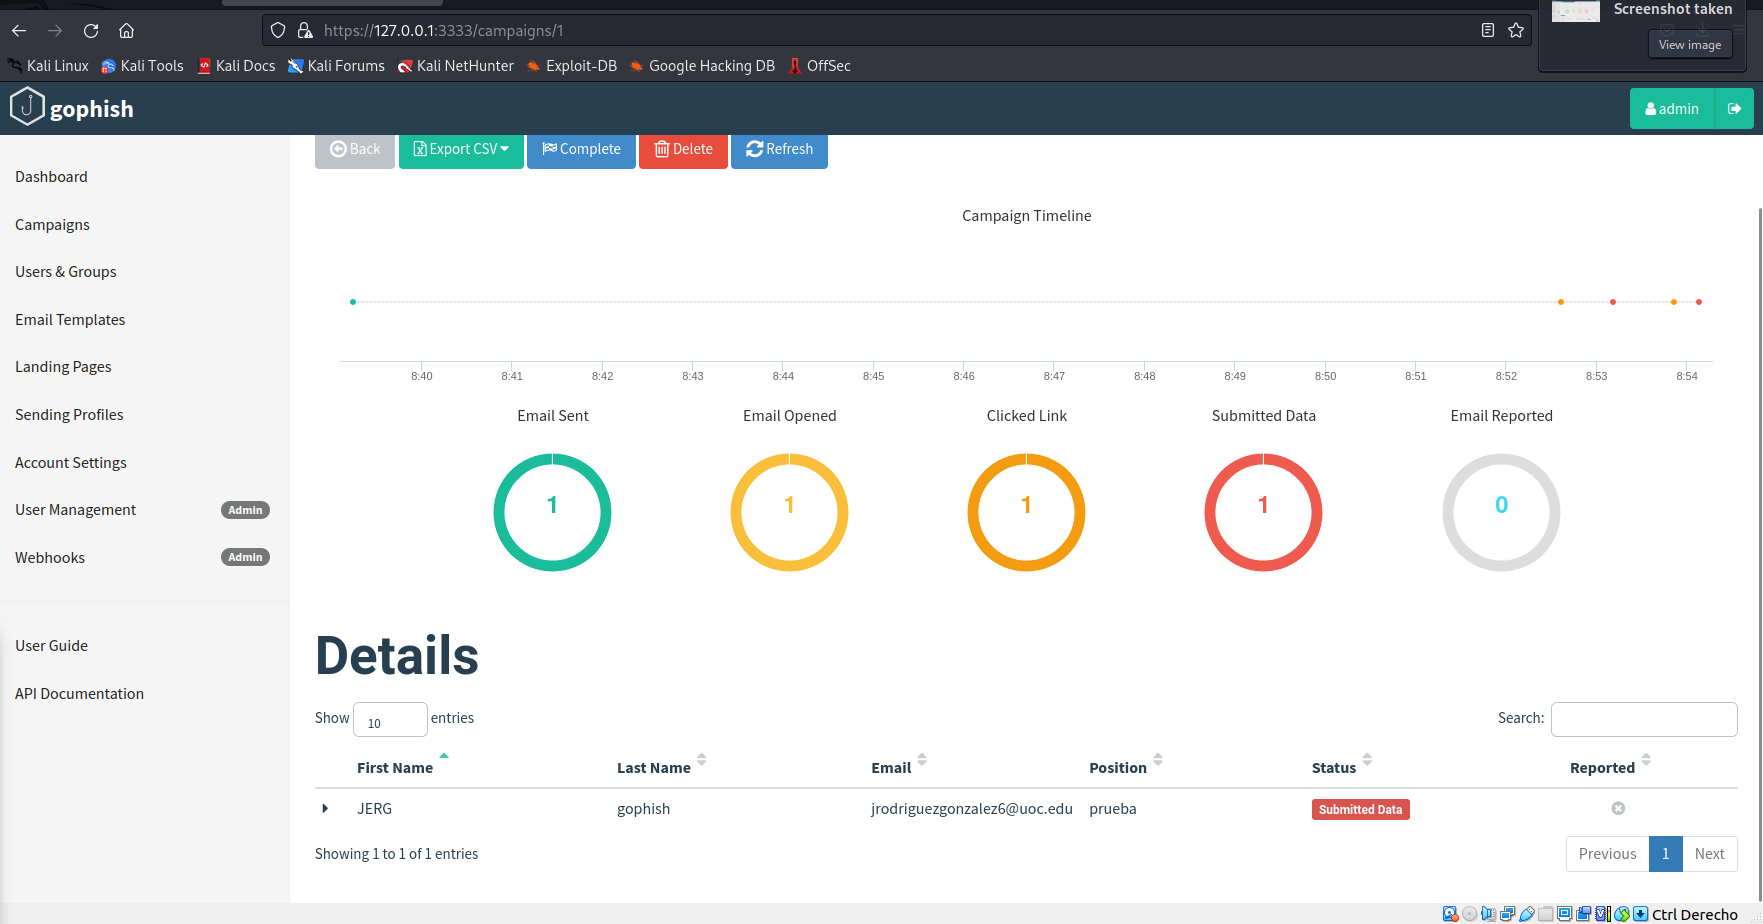 Screenshot taken
View image
https://127.0.0.1:3333/campaigns/1
Kali Linux Kali Tools Kali Docs Kali Forums Kali NetHunter Exploit-DB Google Hacking DB OffSec
gophish
admin
Back Export CSV Complete Delete Refresh
Dashboard
Campaigns
Users & Groups
Email Templates
Landing Pages
Sending Profiles
Account Settings
User Management Admin
Webhooks Admin
User Guide
API Documentation
Campaign Timeline
8:40 8:41 8:42 8:43 8:44 8:45 8:46 8:47 8:48 8:49 8:50 8:51 8:52 8:53 8:54
Email Sent Email Opened Clicked Link Submitted Data Email Reported
1 1 1 1 0
Details
Show 10 entries Search:
First Name Last Name Email Position Status Reported
JERG gophish jrodriguezgonzalez6@uoc.edu prueba Submitted Data
Showing 1 to 1 of 1 entries Previous 1 Next
Ctrl Derecho